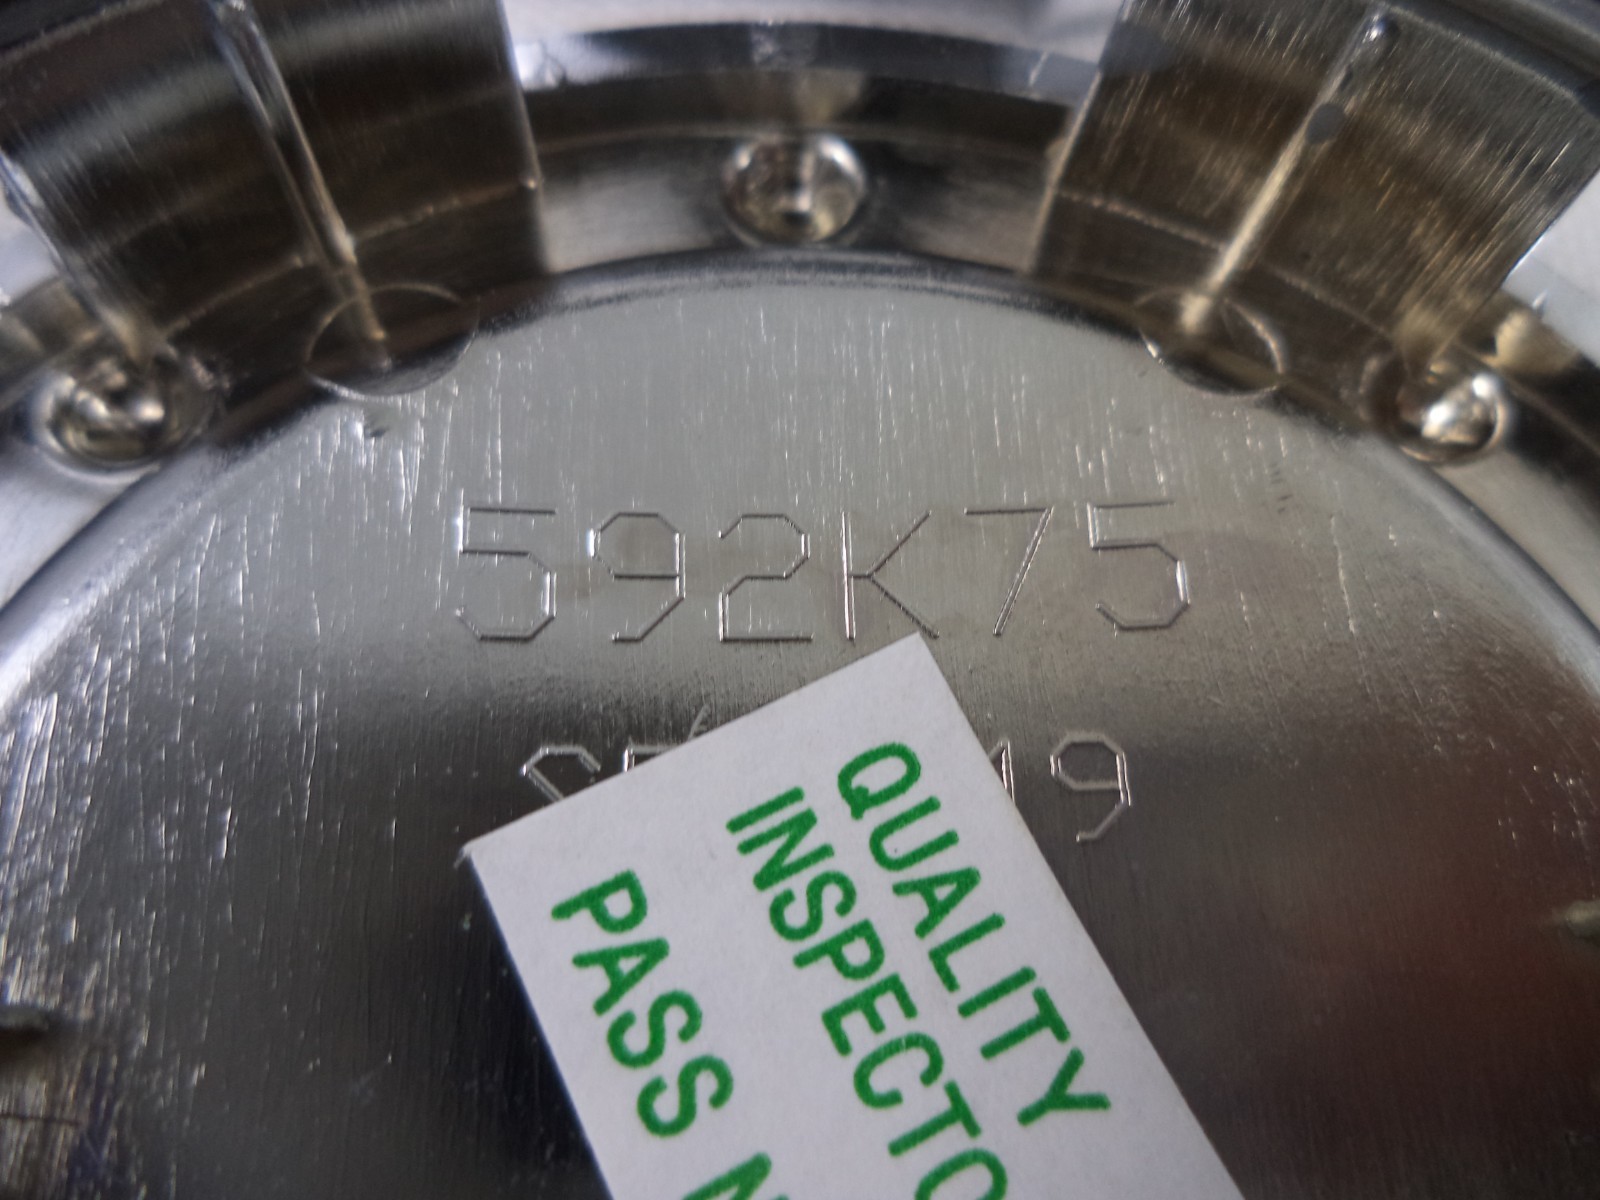 592K75
QUALITY
INSPECTO
PASS